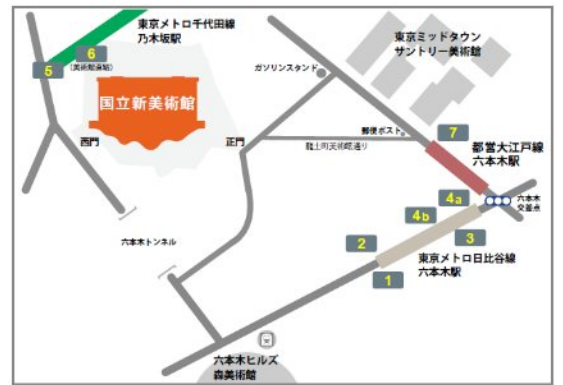 東京メトロ千代田線
乃木坂駅
6
(美術館直結)
5
国立新美術館
西門
正門
ガソリンスタンド
東京ミッドタウン
サントリー美術館
郵便ポスト
龍土町美術館通り
7
都営大江戸線
六本木駅
4a
六本木
交差点
4b
3
2
1
東京メトロ日比谷線
六本木駅
六本木トンネル
六本木ヒルズ
森美術館